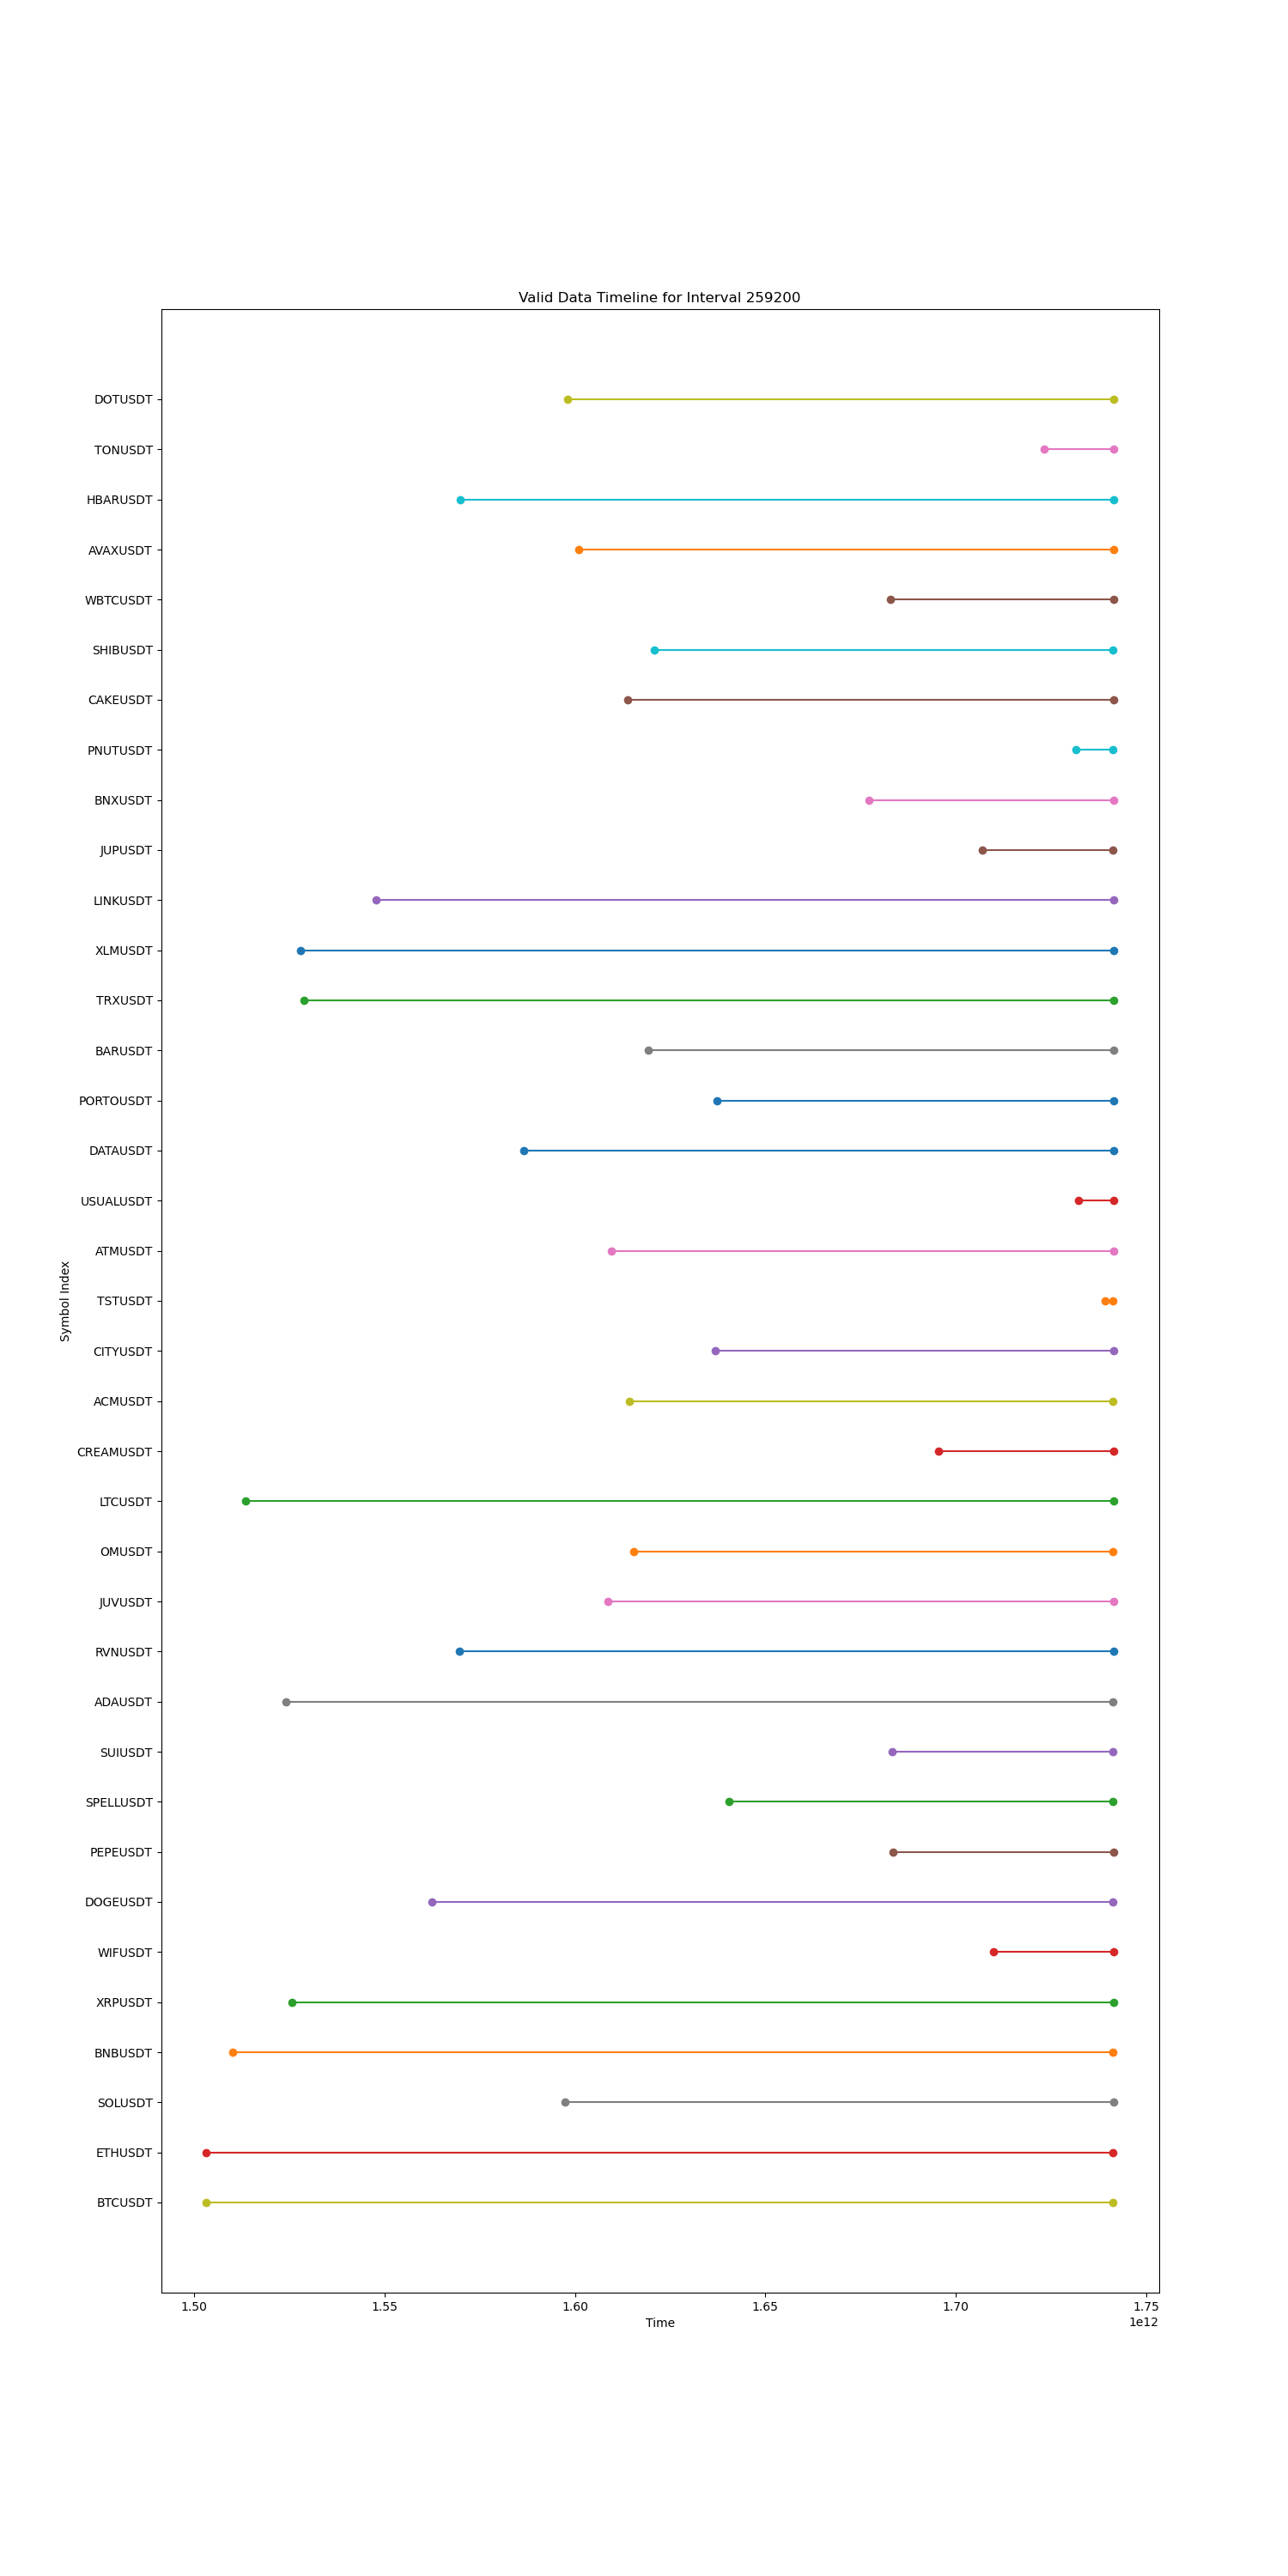 Valid Data Timeline for Interval 259200
DOTUSDT
TONUSDT
HBARUSDT
AVAXUSDT
WBTCUSDT
SHIBUSDT
CAKEUSDT
PNUTUSDT
BNXUSDT
JUPUSDT
LINKUSDT
XLMUSDT
TRXUSDT
BARUSDT
PORTOUSDT
DATAUSDT
USUALUSDT
ATMUSDT
TSTUSDT
CITYUSDT
ACMUSDT
CREAMUSDT
LTCUSDT
OMUSDT
JUVUSDT
RVNUSDT
ADAUSDT
SUIUSDT
SPELLUSDT
PEPEUSDT
DOGEUSDT
WIFUSDT
XRPUSDT
BNBUSDT
SOLUSDT
ETHUSDT
BTCUSDT
Symbol Index
1.50 1.55 1.60 1.65 1.70 1.75
1e12
Time